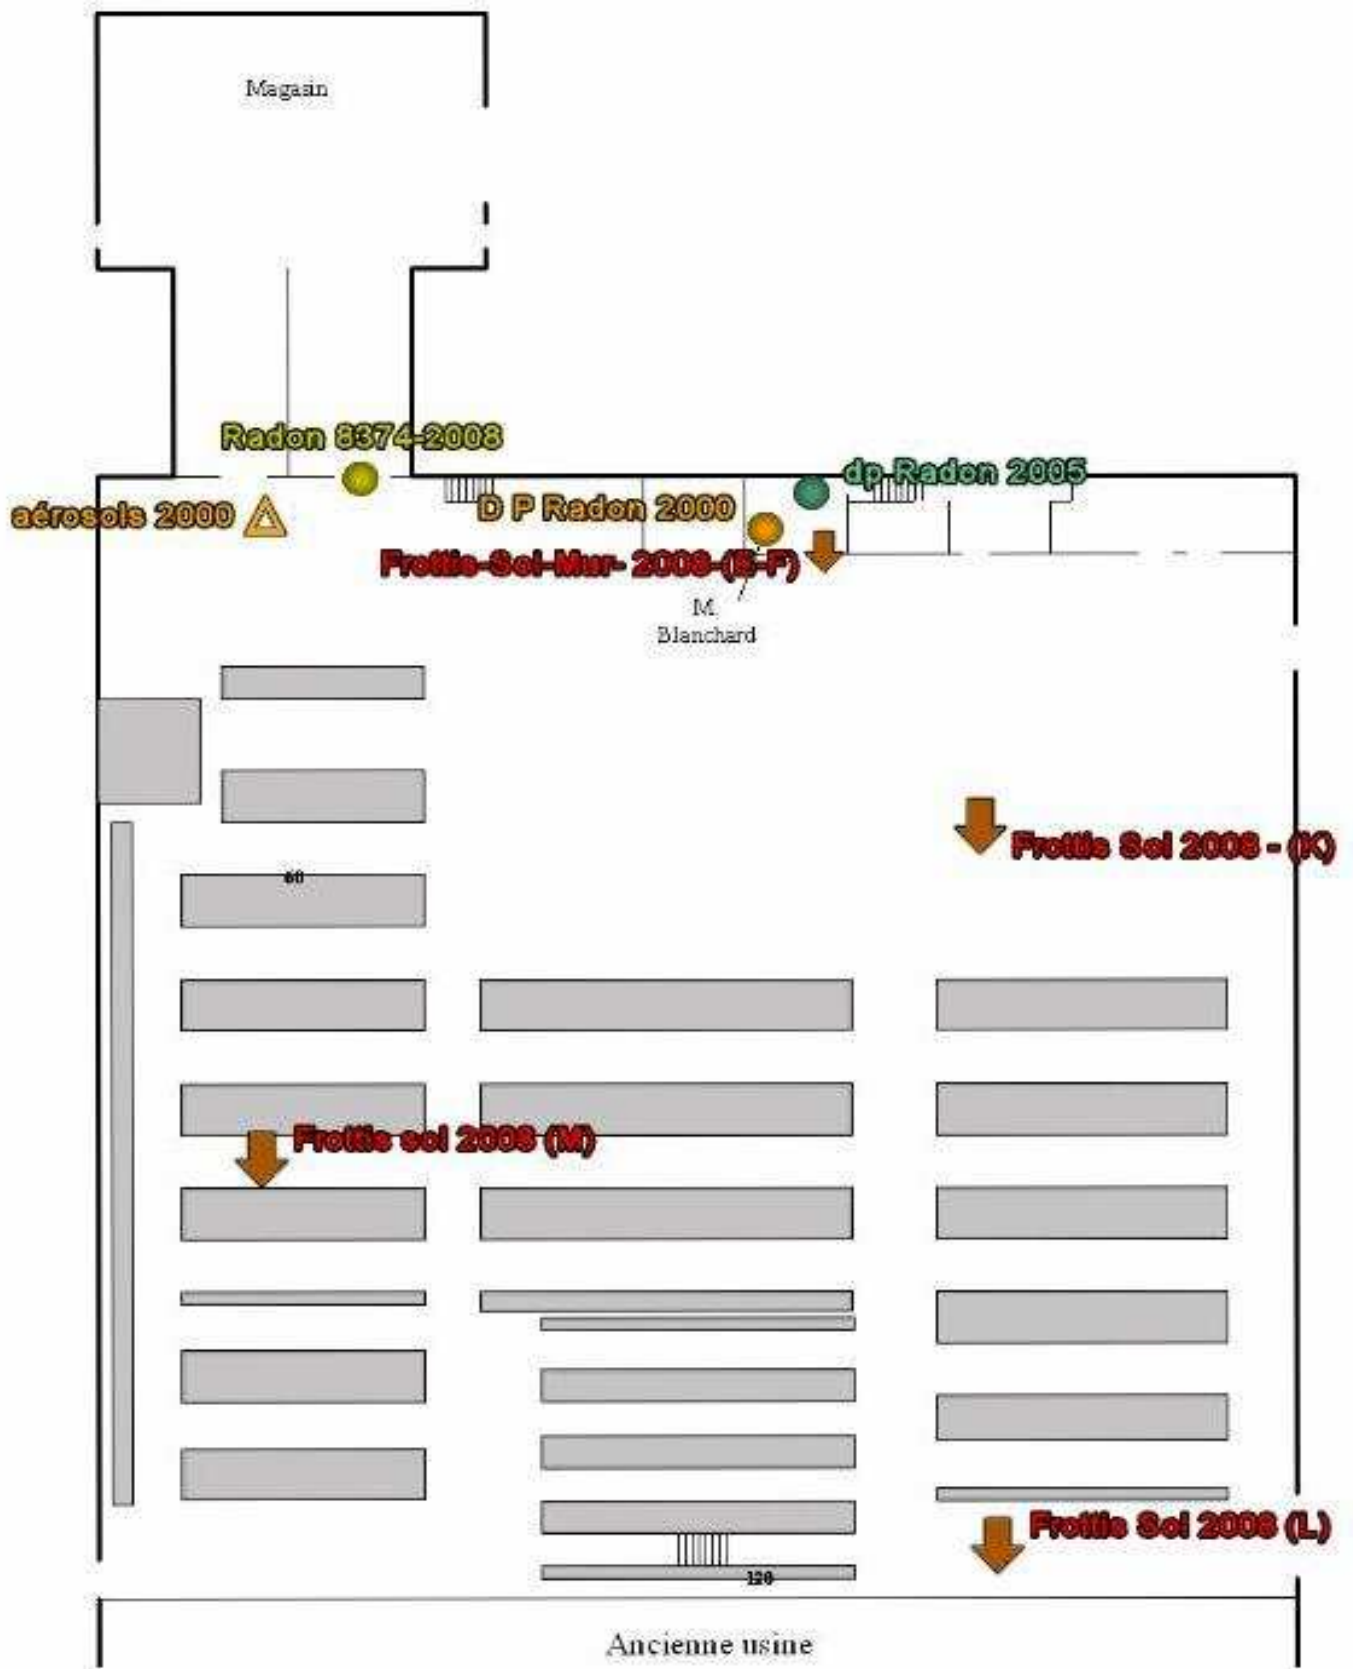 Magasin
Radon 8374-2008
dp Radon 2005
aérosols 2000
D P Radon 2000
Frottis-Sol-Mur- 2008-(E-F)
M.
Blanchard
Frottis Sol 2008 - (K)
60
Frottis sol 2008 (M)
Frottis Sol 2008 (L)
120
Ancienne usine